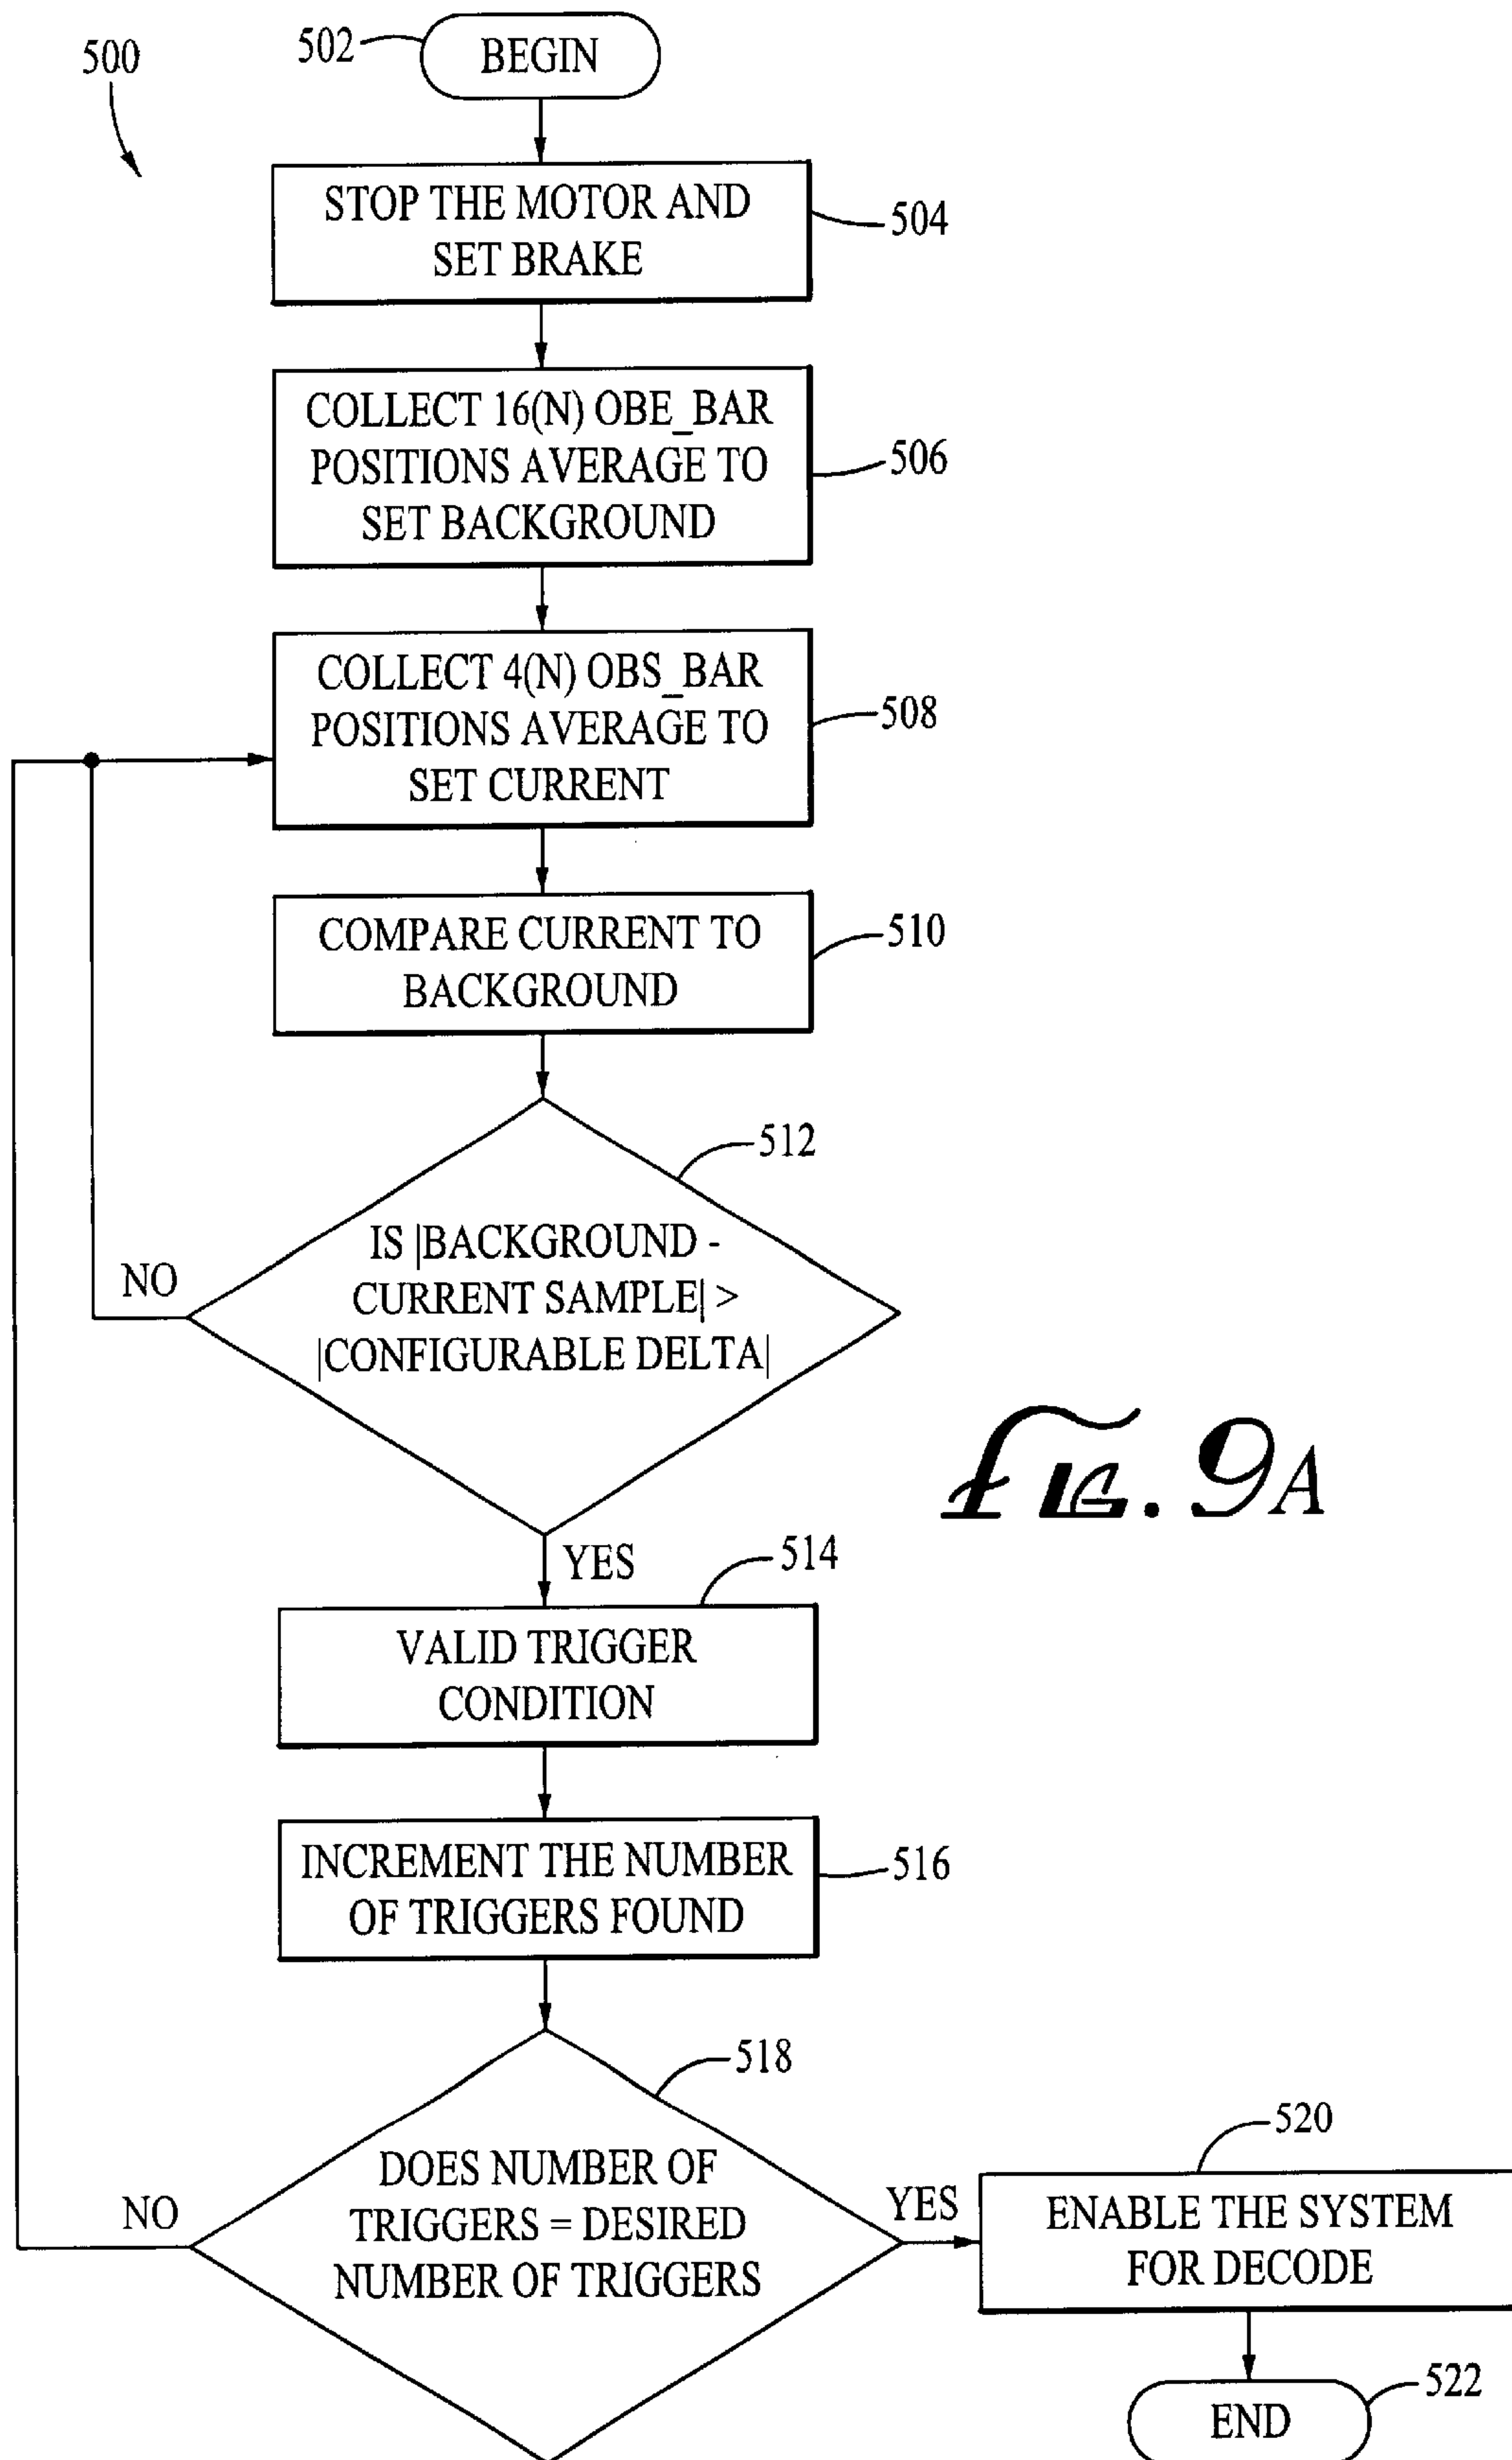 500
502
BEGIN
STOP THE MOTOR AND
SET BRAKE
504
COLLECT 16(N) OBE_BAR
POSITIONS AVERAGE TO
SET BACKGROUND
506
COLLECT 4(N) OBS_BAR
POSITIONS AVERAGE TO
SET CURRENT
508
COMPARE CURRENT TO
BACKGROUND
510
512
IS |BACKGROUND -
CURRENT SAMPLE| >
|CONFIGURABLE DELTA|
NO
FIG. 9A
YES
514
VALID TRIGGER
CONDITION
INCREMENT THE NUMBER
OF TRIGGERS FOUND
516
518
DOES NUMBER OF
TRIGGERS = DESIRED
NUMBER OF TRIGGERS
NO
YES
520
ENABLE THE SYSTEM
FOR DECODE
END
522